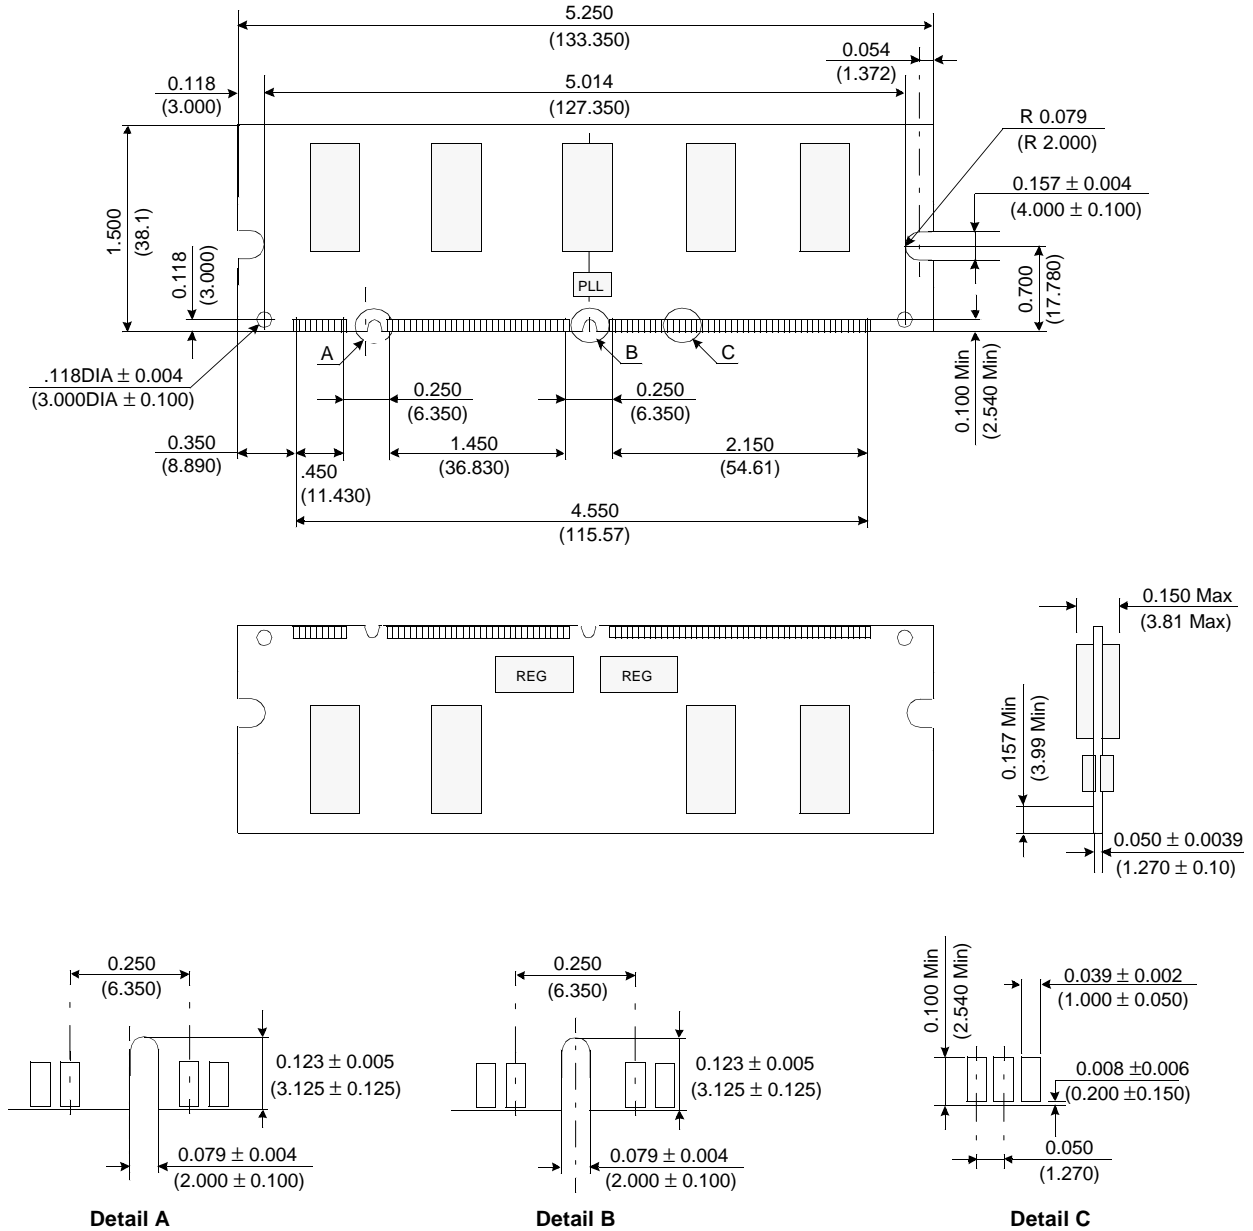 5.250
(133.350)
0.054
(1.372)
0.118
(3.000)
5.014
(127.350)
R 0.079
(R 2.000)
0.157 ± 0.004
(4.000 ± 0.100)
1.500
(38.1)
0.118
(3.000)
PLL
0.700
(17.780)
A
B
C
.118DIA ± 0.004
(3.000DIA ± 0.100)
0.250
(6.350)
0.250
(6.350)
0.100 Min
(2.540 Min)
0.350
(8.890)
.450
(11.430)
1.450
(36.830)
2.150
(54.61)
4.550
(115.57)
REG
REG
0.150 Max
(3.81 Max)
0.157 Min
(3.99 Min)
0.050 ± 0.0039
(1.270 ± 0.10)
0.250
(6.350)
0.123 ± 0.005
(3.125 ± 0.125)
0.079 ± 0.004
(2.000 ± 0.100)
Detail A
0.250
(6.350)
0.123 ± 0.005
(3.125 ± 0.125)
0.079 ± 0.004
(2.000 ± 0.100)
Detail B
0.100 Min
(2.540 Min)
0.039 ± 0.002
(1.000 ± 0.050)
0.008 ±0.006
(0.200 ±0.150)
0.050
(1.270)
Detail C